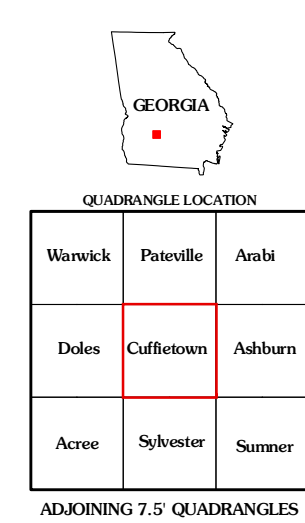 GEORGIA
QUADRANGLE LOCATION
Warwick Pateville Arabi
Doles Cuffietown Ashburn
Acree Sylvester Sumner
ADJOINING 7.5' QUADRANGLES